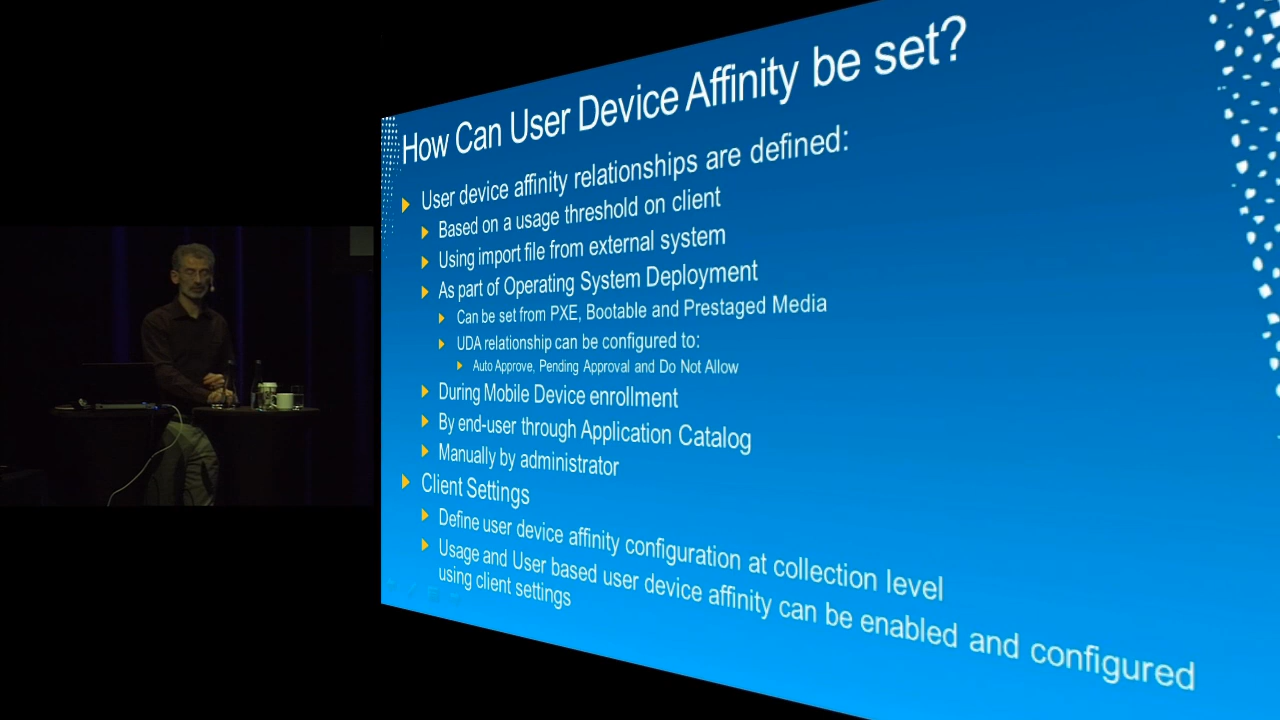 How Can User Device Affinity be set?
User device affinity relationships are defined:
Based on a usage threshold on client
Using import file from external system
As part of Operating System Deployment
Can be set from PXE, Bootable and Prestaged Media
UDA relationship can be configured to:
Auto Approve, Pending Approval and Do Not Allow
During Mobile Device enrollment
By end-user through Application Catalog
Manually by administrator
Client Settings
Define user device affinity configuration at collection level
Usage and User based user device affinity can be enabled and configured
using client settings